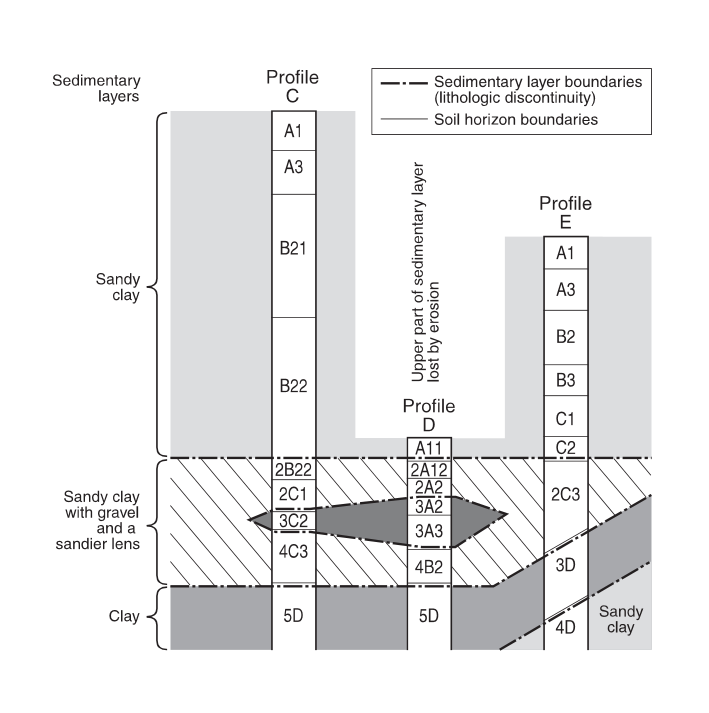 Sedimentary
layers
Profile
C
Sedimentary layer boundaries
(lithologic discontinuity)
Soil horizon boundaries
Upper part of sedimentary layer
lost by erosion
Profile
D
Profile
E
Sandy
clay
Sandy clay
with gravel
and a
sandier lens
Clay
A1
A3
B21
B22
2B22
2C1
3C2
4C3
5D
A11
2A12
2A2
3A2
3A3
4B2
5D
A1
A3
B2
B3
C1
C2
2C3
3D
4D
Sandy
clay